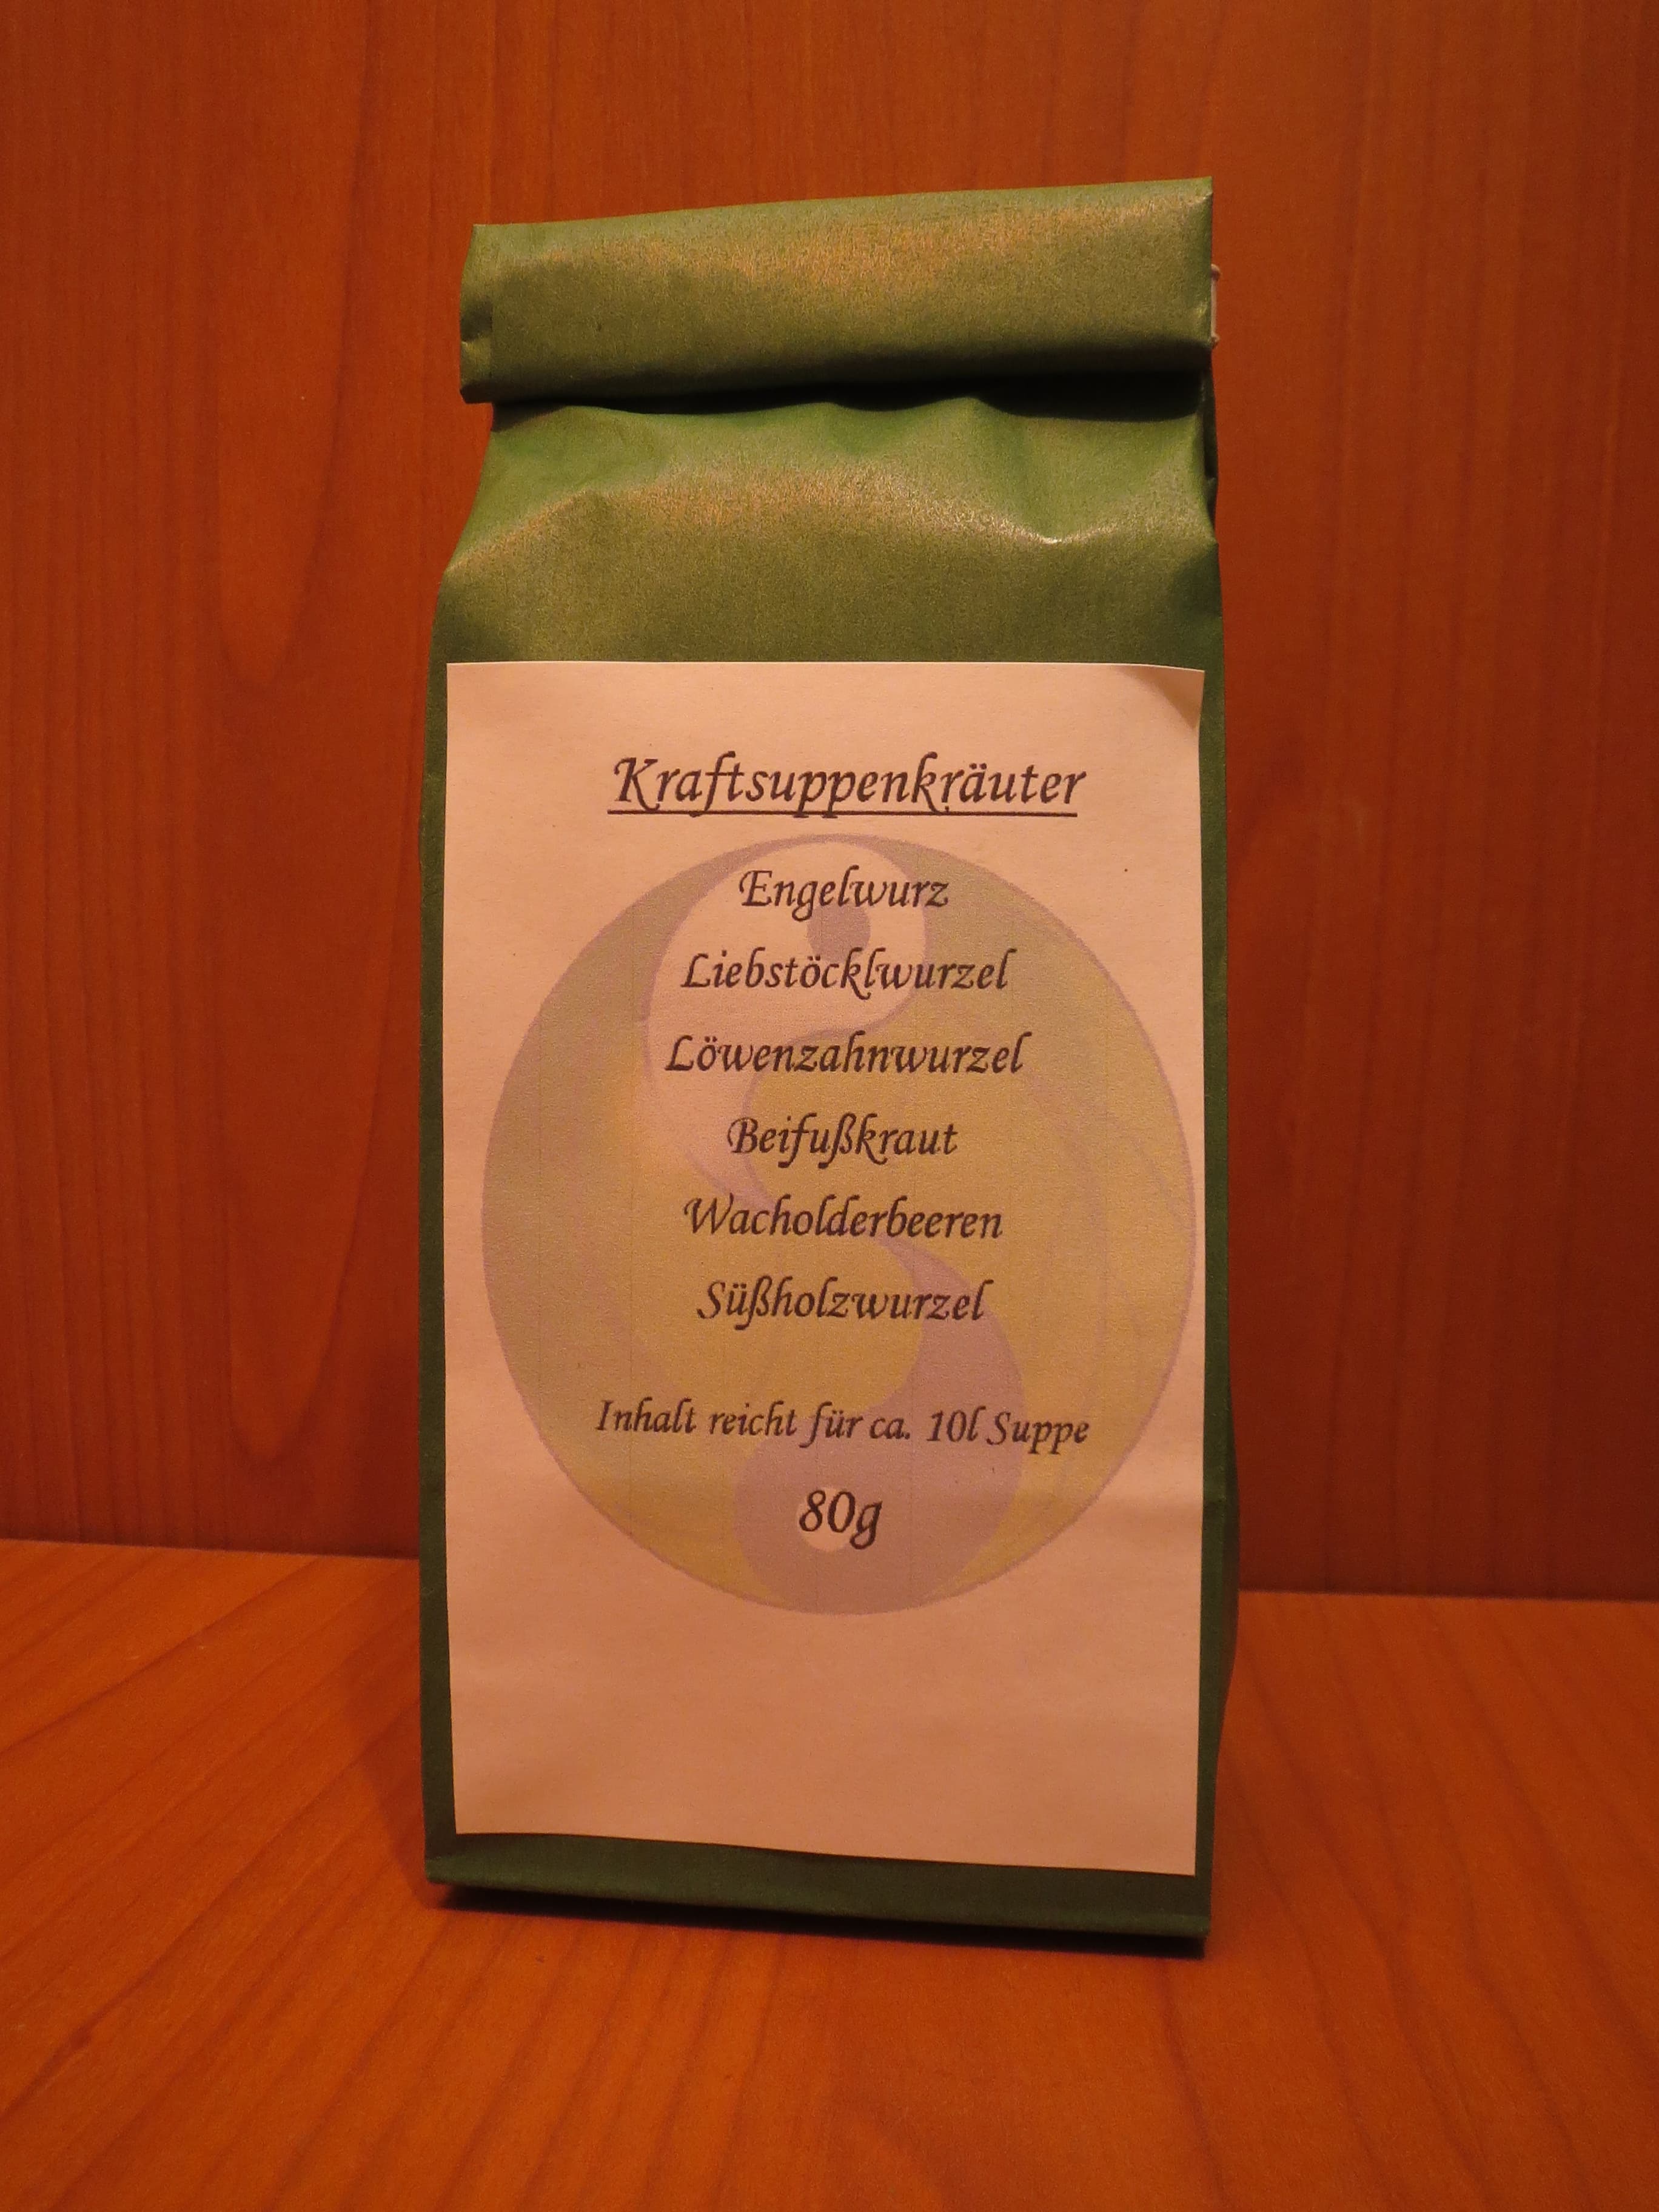 Kraftsuppenkräuter
Engelwurz
Liebstöcklwurzel
Löwenzahnwurzel
Beifußkraut
Wacholderbeeren
Süßholzwurzel
Inhalt reicht für ca. 10l Suppe
80g